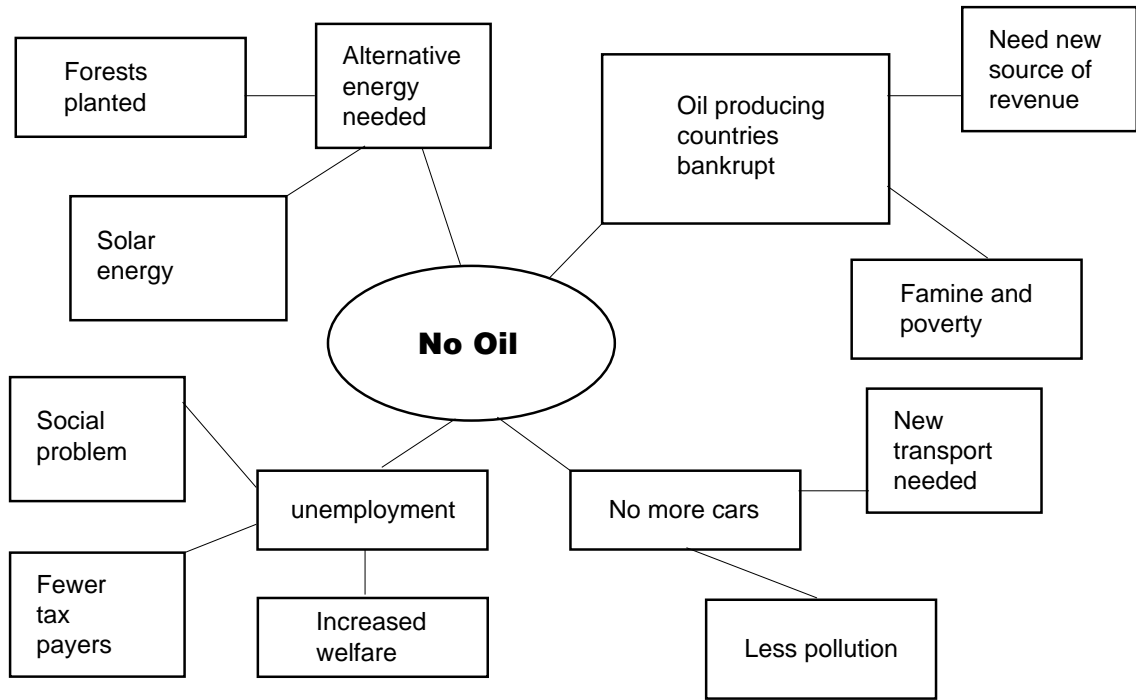 Forests
planted
Alternative
energy
needed
Oil producing
countries
bankrupt
Need new
source of
revenue
Solar
energy
Famine and
poverty
No Oil
Social
problem
unemployment
No more cars
New
transport
needed
Fewer
tax
payers
Increased
welfare
Less pollution